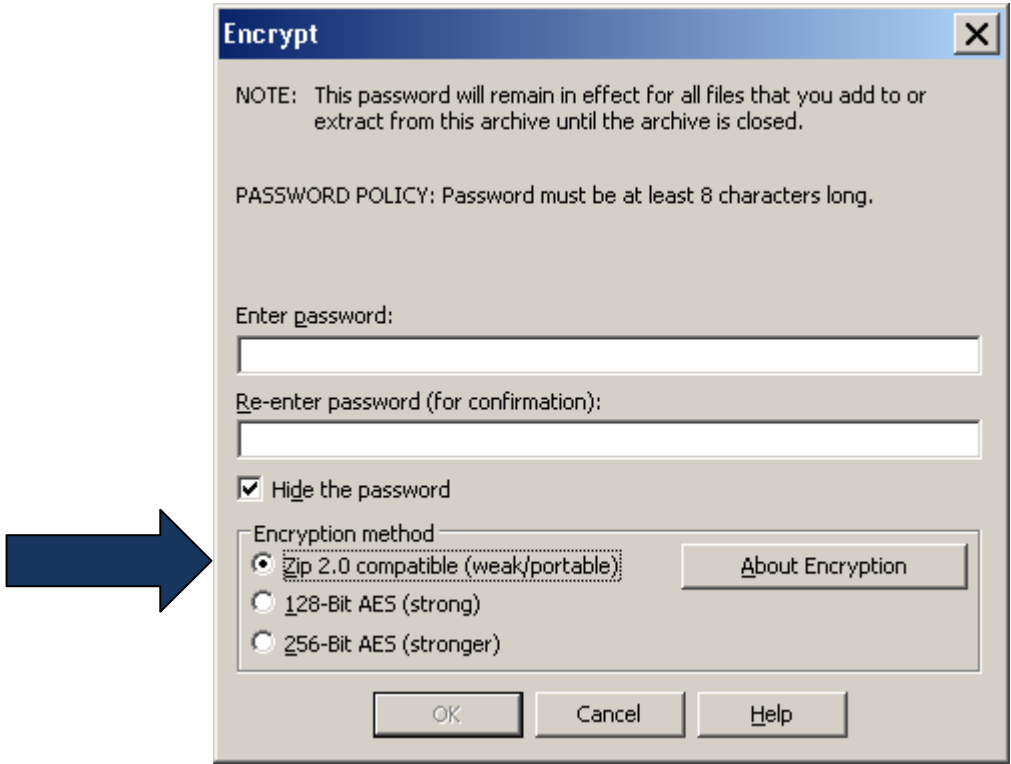 Encrypt
NOTE: This password will remain in effect for all files that you add to or
extract from this archive until the archive is closed.
PASSWORD POLICY: Password must be at least 8 characters long.
Enter password:
Re-enter password (for confirmation):
Hide the password
Encryption method
Zip 2.0 compatible (weak/portable)
About Encryption
128-Bit AES (strong)
256-Bit AES (stronger)
OK
Cancel
Help